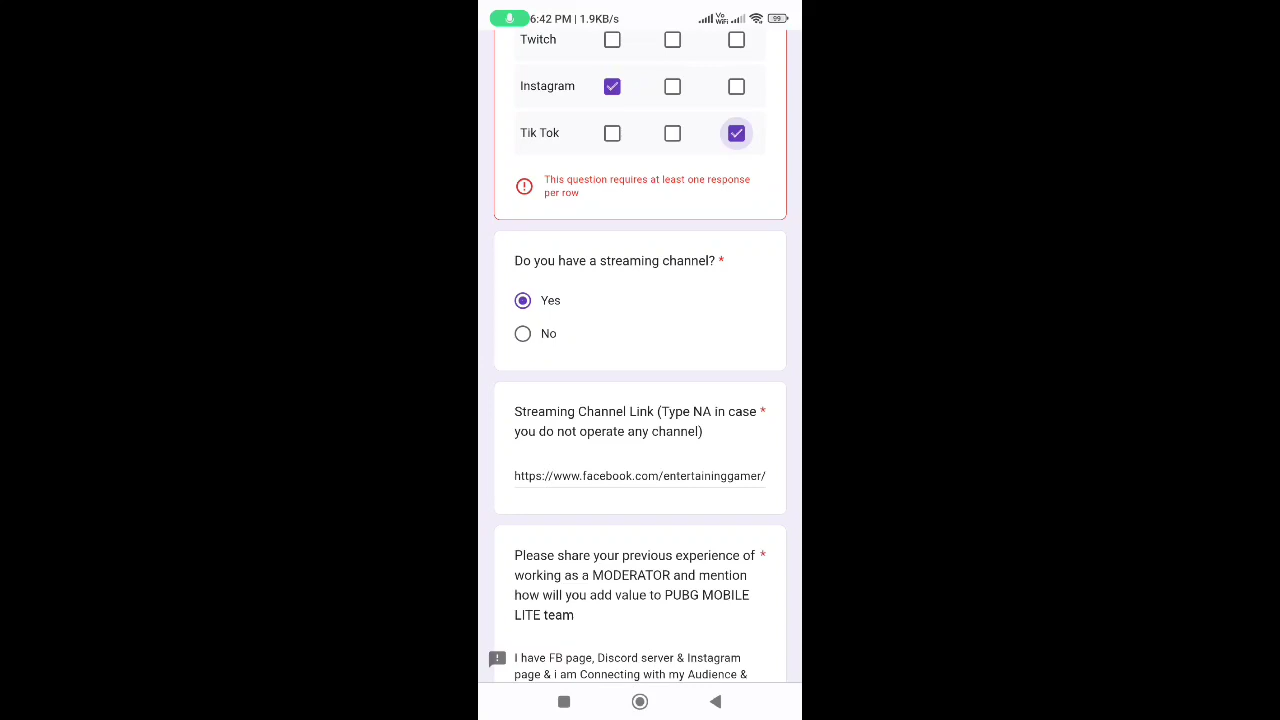 6:42 PM | 1.9KB/s Vo WiFi 99
Twitch
Instagram
Tik Tok
This question requires at least one response
per row
Do you have a streaming channel? *
Yes
No
Streaming Channel Link (Type NA in case *
you do not operate any channel)
https://www.facebook.com/entertaininggamer/
Please share your previous experience of *
working as a MODERATOR and mention
how will you add value to PUBG MOBILE
LITE team
I have FB page, Discord server & Instagram
page & i am Connecting with my Audience &